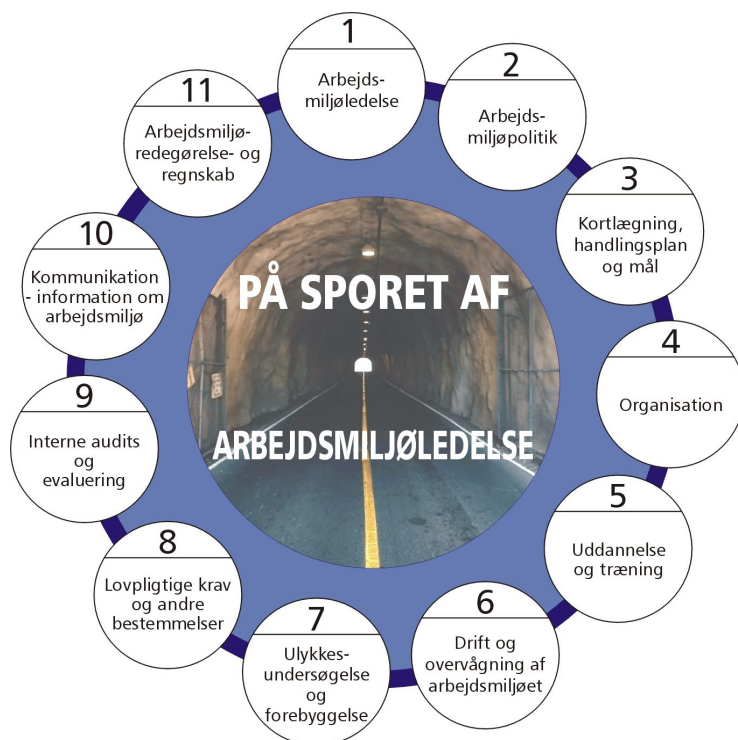 1
Arbejds-
miljøledelse
2
Arbejds-
miljøpolitik
3
Kortlægning,
handlingsplan
og mål
4
Organisation
5
Uddannelse
og træning
6
Drift og
overvågning af
arbejdsmiljøet
7
Ulykkes-
undersøgelse
og
forebyggelse
8
Lovpligtige krav
og andre
bestemmelser
9
Interne audits
og
evaluering
10
Kommunikation
- information om
arbejdsmiljø
11
Arbejdsmiljø-
redegørelse- og
regnskab
PÅ SPORET AF
ARBEJDSMILJØLEDELSE